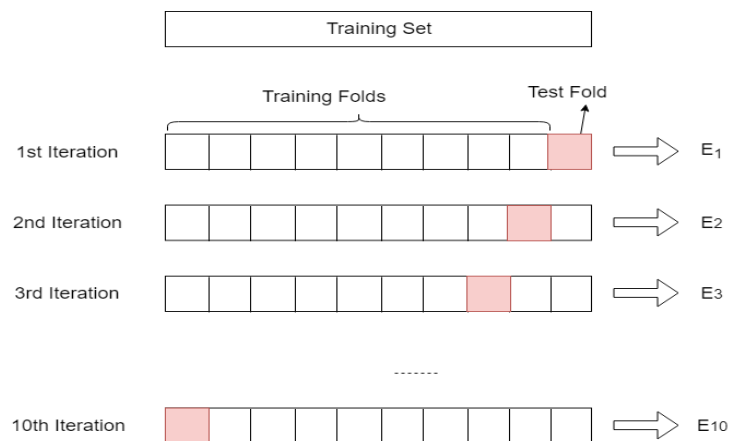 Training Set
Training Folds
Test Fold
1st Iteration
E1
2nd Iteration
E2
3rd Iteration
E3
-------
10th Iteration
E10